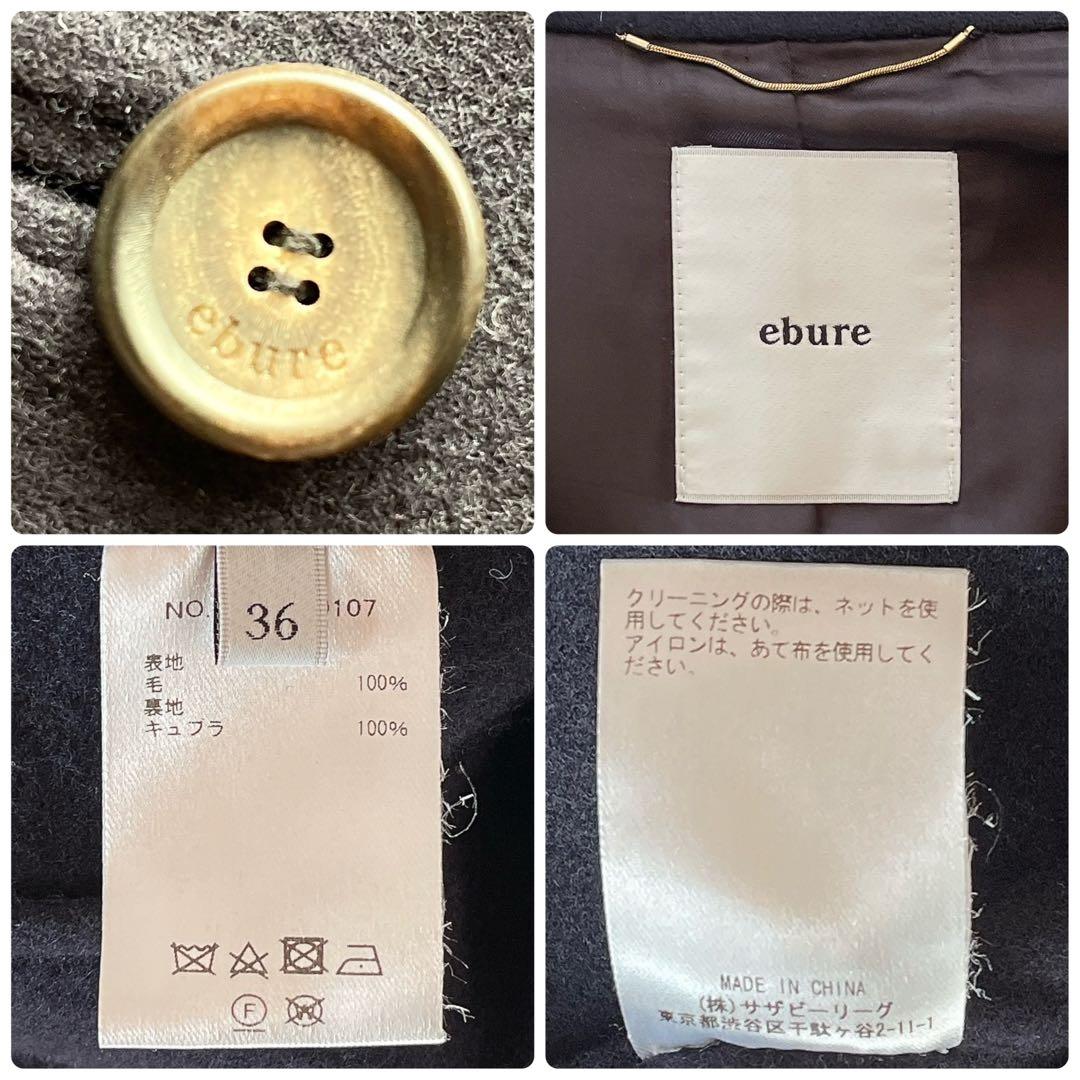 ebure
ebure
NO. 0107
36
表地
毛 100%
裏地
キュプラ 100%
F
W
クリーニングの際は、ネットを使
用してください。
アイロンは、あて布を使用してく
ださい。
MADE IN CHINA
(株)サザビーリーグ
東京都渋谷区千駄ヶ谷2-11-1